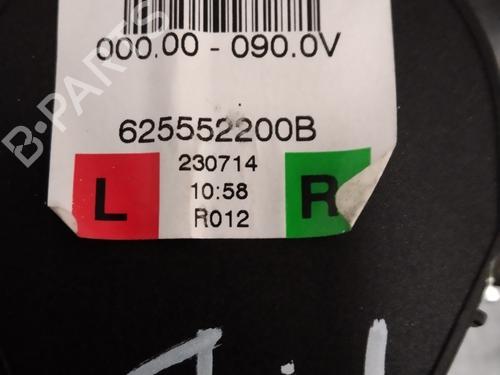 000.00 - 090.0V
625552200B
L 230714 R
10:58
R012
B-PARTS